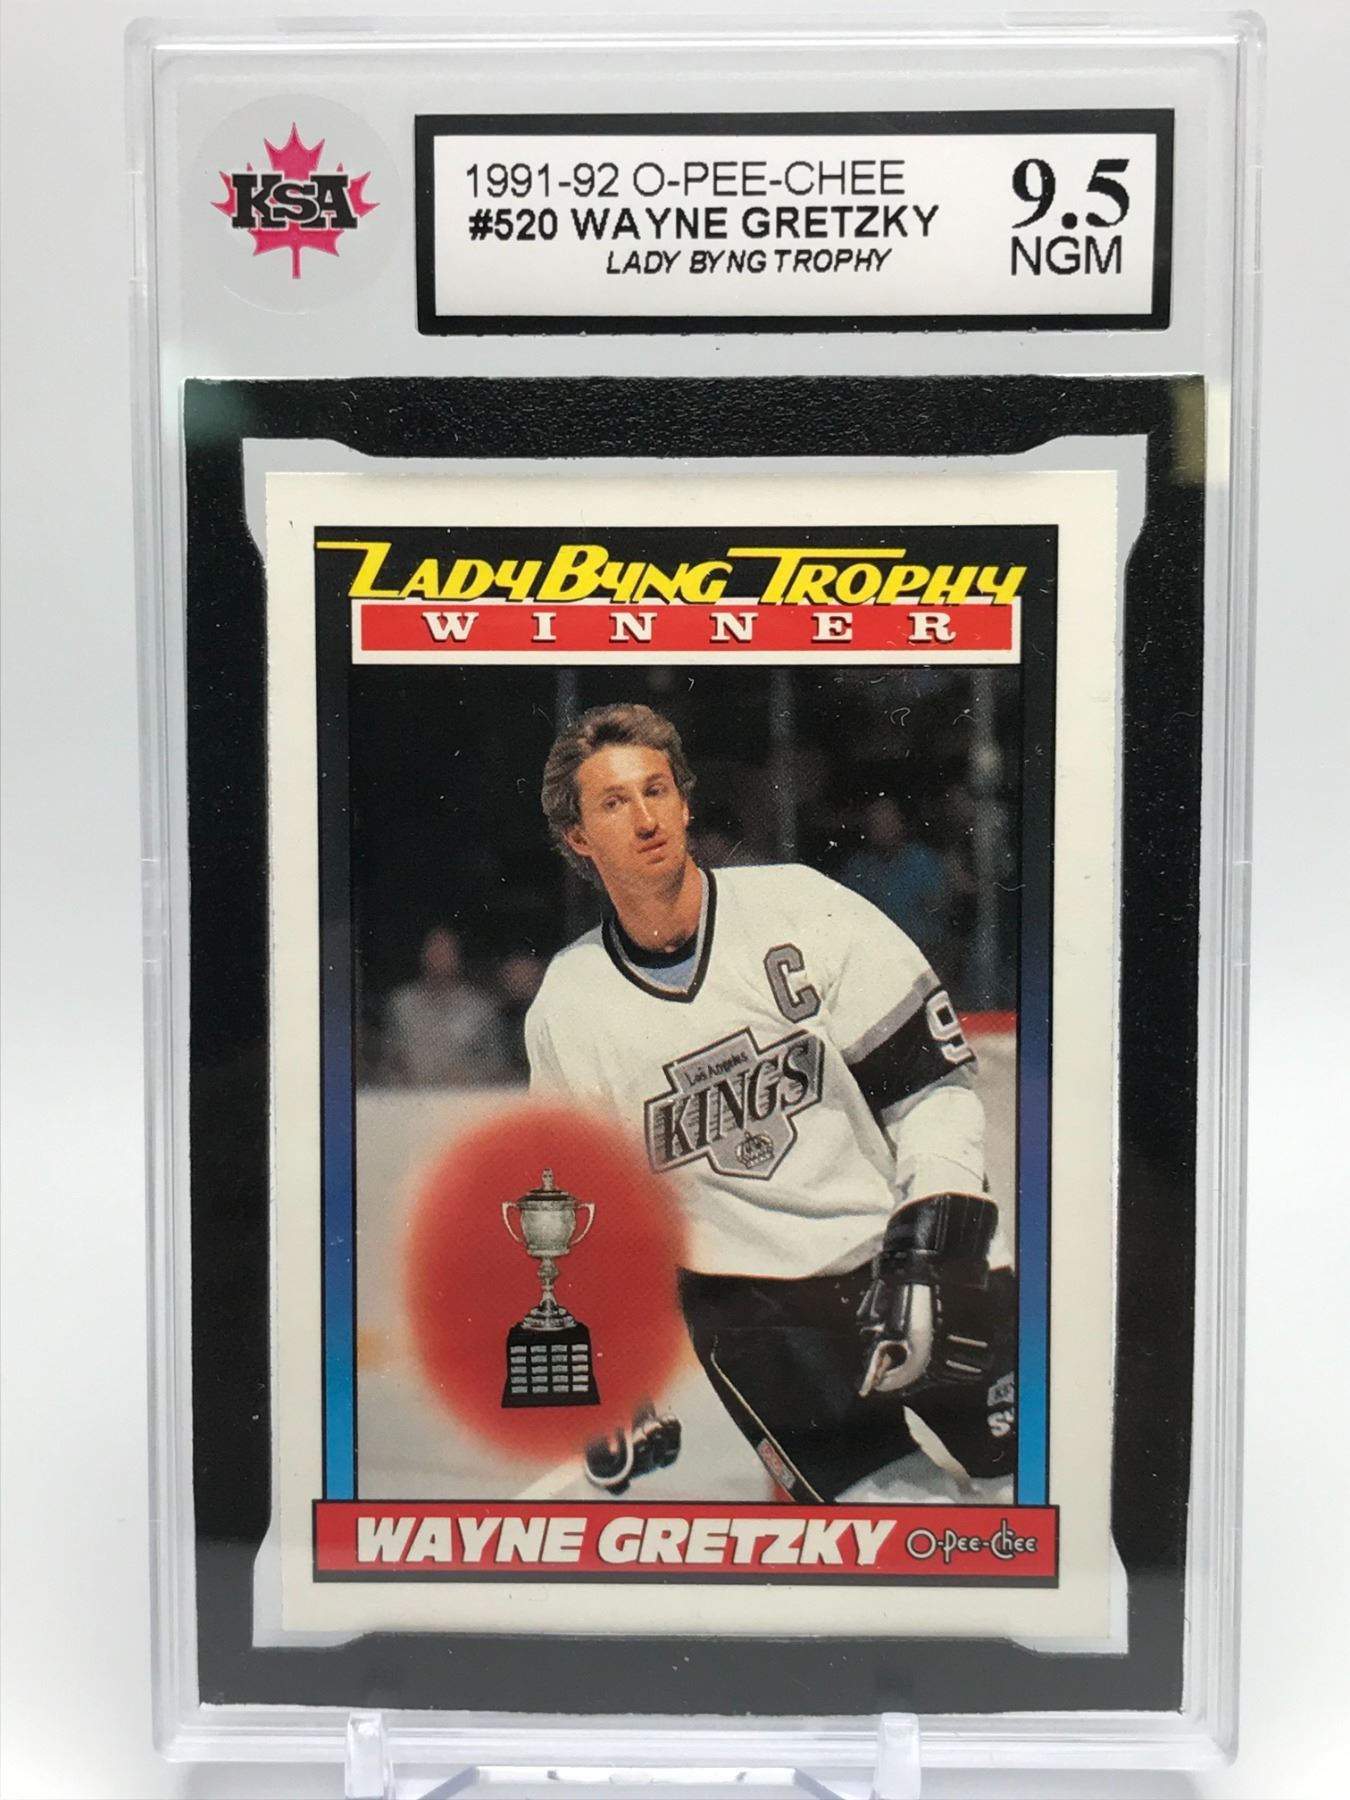 KSA
1991-92 O-PEE-CHEE
#520 WAYNE GRETZKY
LADY BYNG TROPHY
9.5
NGM
LADY BYNG TROPHY
WINNER
C
9
Los Angeles
KINGS
WAYNE GRETZKY
O-Pee-Chee